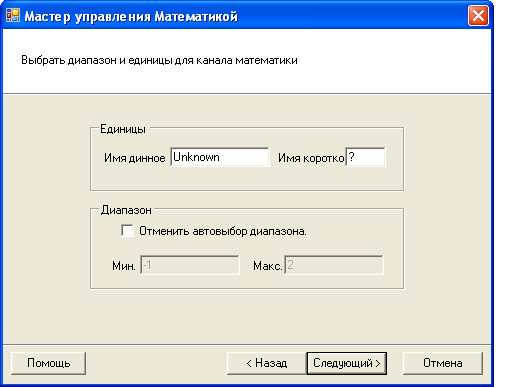 Мастер управления Математикой
Выбрать диапазон и единицы для канала математики
Единицы
Имя динное Unknown Имя коротко ?
Диапазон
Отменить автовыбор диапазона.
Мин. -1 Макс. 2
Помощь < Назад Следующий > Отмена